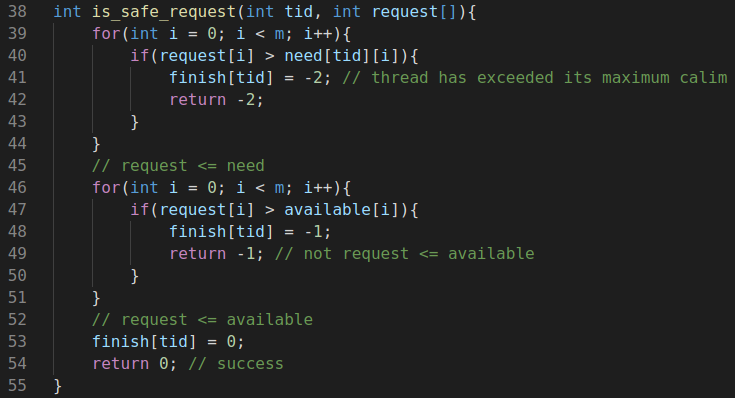 38 int is_safe_request(int tid, int request[]){
39     for(int i = 0; i < m; i++){
40         if(request[i] > need[tid][i]){
41             finish[tid] = -2; // thread has exceeded its maximum calim
42             return -2;
43         }
44     }
45     // request <= need
46     for(int i = 0; i < m; i++){
47         if(request[i] > available[i]){
48             finish[tid] = -1;
49             return -1; // not request <= available
50         }
51     }
52     // request <= available
53     finish[tid] = 0;
54     return 0; // success
55 }